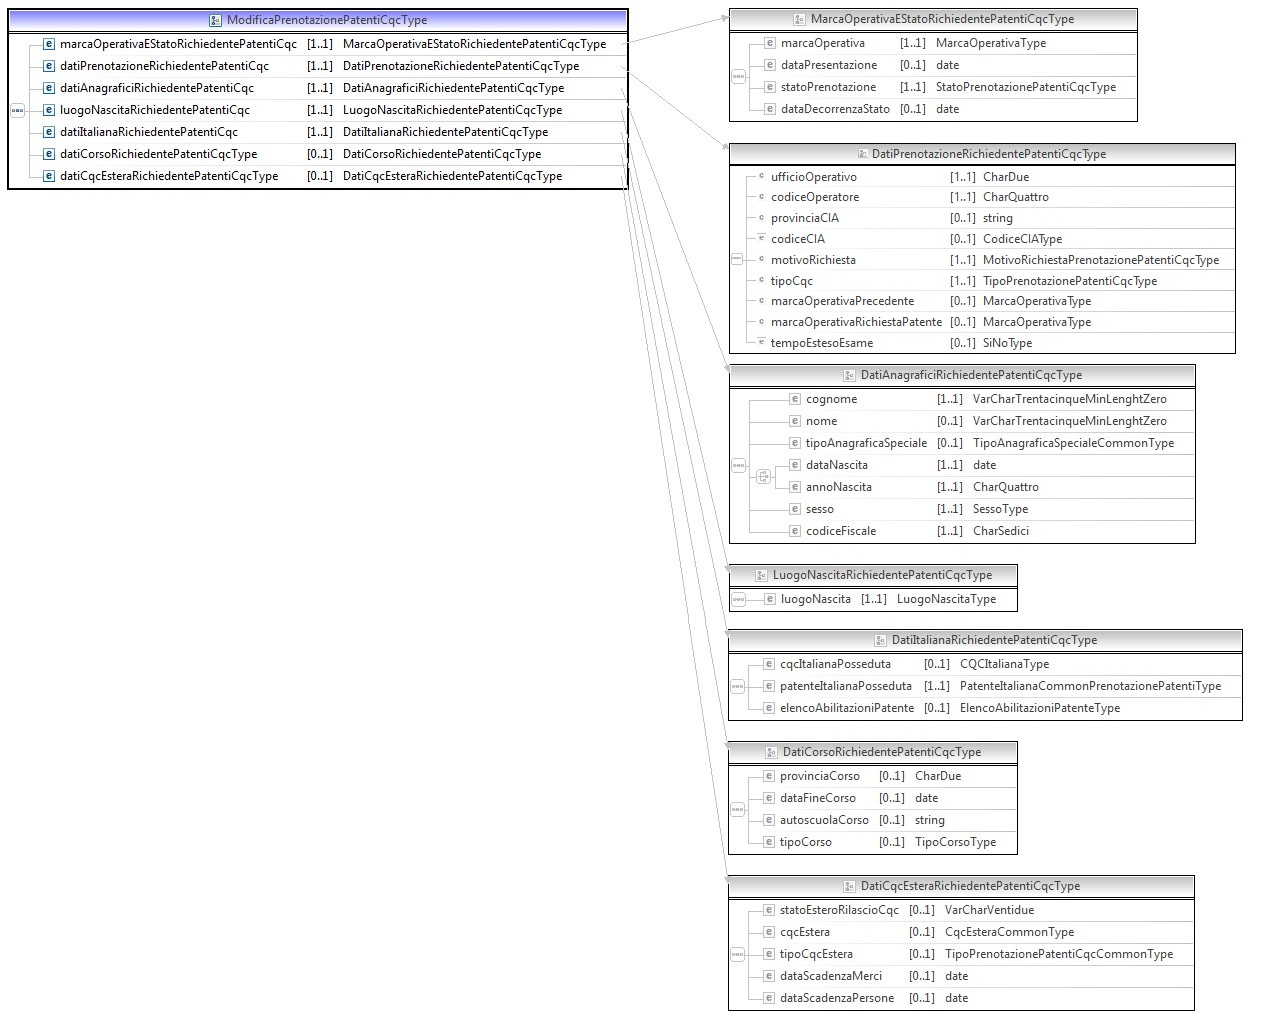 ModificaPrenotazionePatentiCqcType
marcaOperativaEStatoRichiedentePatentiCqc [1..1] MarcaOperativaEStatoRichiedentePatentiCqcType
datiPrenotazioneRichiedentePatentiCqc [1..1] DatiPrenotazioneRichiedentePatentiCqcType
datiAnagraficiRichiedentePatentiCqc [1..1] DatiAnagraficiRichiedentePatentiCqcType
luogoNascitaRichiedentePatentiCqc [1..1] LuogoNascitaRichiedentePatentiCqcType
datiItalianaRichiedentePatentiCqc [1..1] DatiItalianaRichiedentePatentiCqcType
datiCorsoRichiedentePatentiCqcType [0..1] DatiCorsoRichiedentePatentiCqcType
datiCqcEsteraRichiedentePatentiCqcType [0..1] DatiCqcEsteraRichiedentePatentiCqcType
MarcaOperativaEStatoRichiedentePatentiCqcType
marcaOperativa [1..1] MarcaOperativaType
dataPresentazione [0..1] date
statoPrenotazione [1..1] StatoPrenotazionePatentiCqcType
dataDecorrenzaStato [0..1] date
DatiPrenotazioneRichiedentePatentiCqcType
ufficioOperativo [1..1] CharDue
codiceOperatore [1..1] CharQuattro
provinciaCIA [0..1] string
codiceCIA [0..1] CodiceCIAType
motivoRichiesta [1..1] MotivoRichiestaPrenotazionePatentiCqcType
tipoCqc [1..1] TipoPrenotazionePatentiCqcType
marcaOperativaPrecedente [0..1] MarcaOperativaType
marcaOperativaRichiestaPatente [0..1] MarcaOperativaType
tempoEstesoEsame [0..1] SiNoType
DatiAnagraficiRichiedentePatentiCqcType
cognome [1..1] VarCharTrentacinqueMinLenghtZero
nome [0..1] VarCharTrentacinqueMinLenghtZero
tipoAnagraficaSpeciale [0..1] TipoAnagraficaSpecialeCommonType
dataNascita [1..1] date
annoNascita [1..1] CharQuattro
sesso [1..1] SessoType
codiceFiscale [1..1] CharSedici
LuogoNascitaRichiedentePatentiCqcType
luogoNascita [1..1] LuogoNascitaType
DatiItalianaRichiedentePatentiCqcType
cqcItalianaPosseduta [0..1] CQCItalianaType
patenteItalianaPosseduta [1..1] PatenteItalianaCommonPrenotazionePatentiType
elencoAbilitazioniPatente [0..1] ElencoAbilitazioniPatenteType
DatiCorsoRichiedentePatentiCqcType
provinciaCorso [0..1] CharDue
dataFineCorso [0..1] date
autoscuolaCorso [0..1] string
tipoCorso [0..1] TipoCorsoType
DatiCqcEsteraRichiedentePatentiCqcType
statoEsteroRilascioCqc [0..1] VarCharVentidue
cqcEstera [0..1] CqcEsteraCommonType
tipoCqcEstera [0..1] TipoPrenotazionePatentiCqcCommonType
dataScadenzaMerci [0..1] date
dataScadenzaPersone [0..1] date